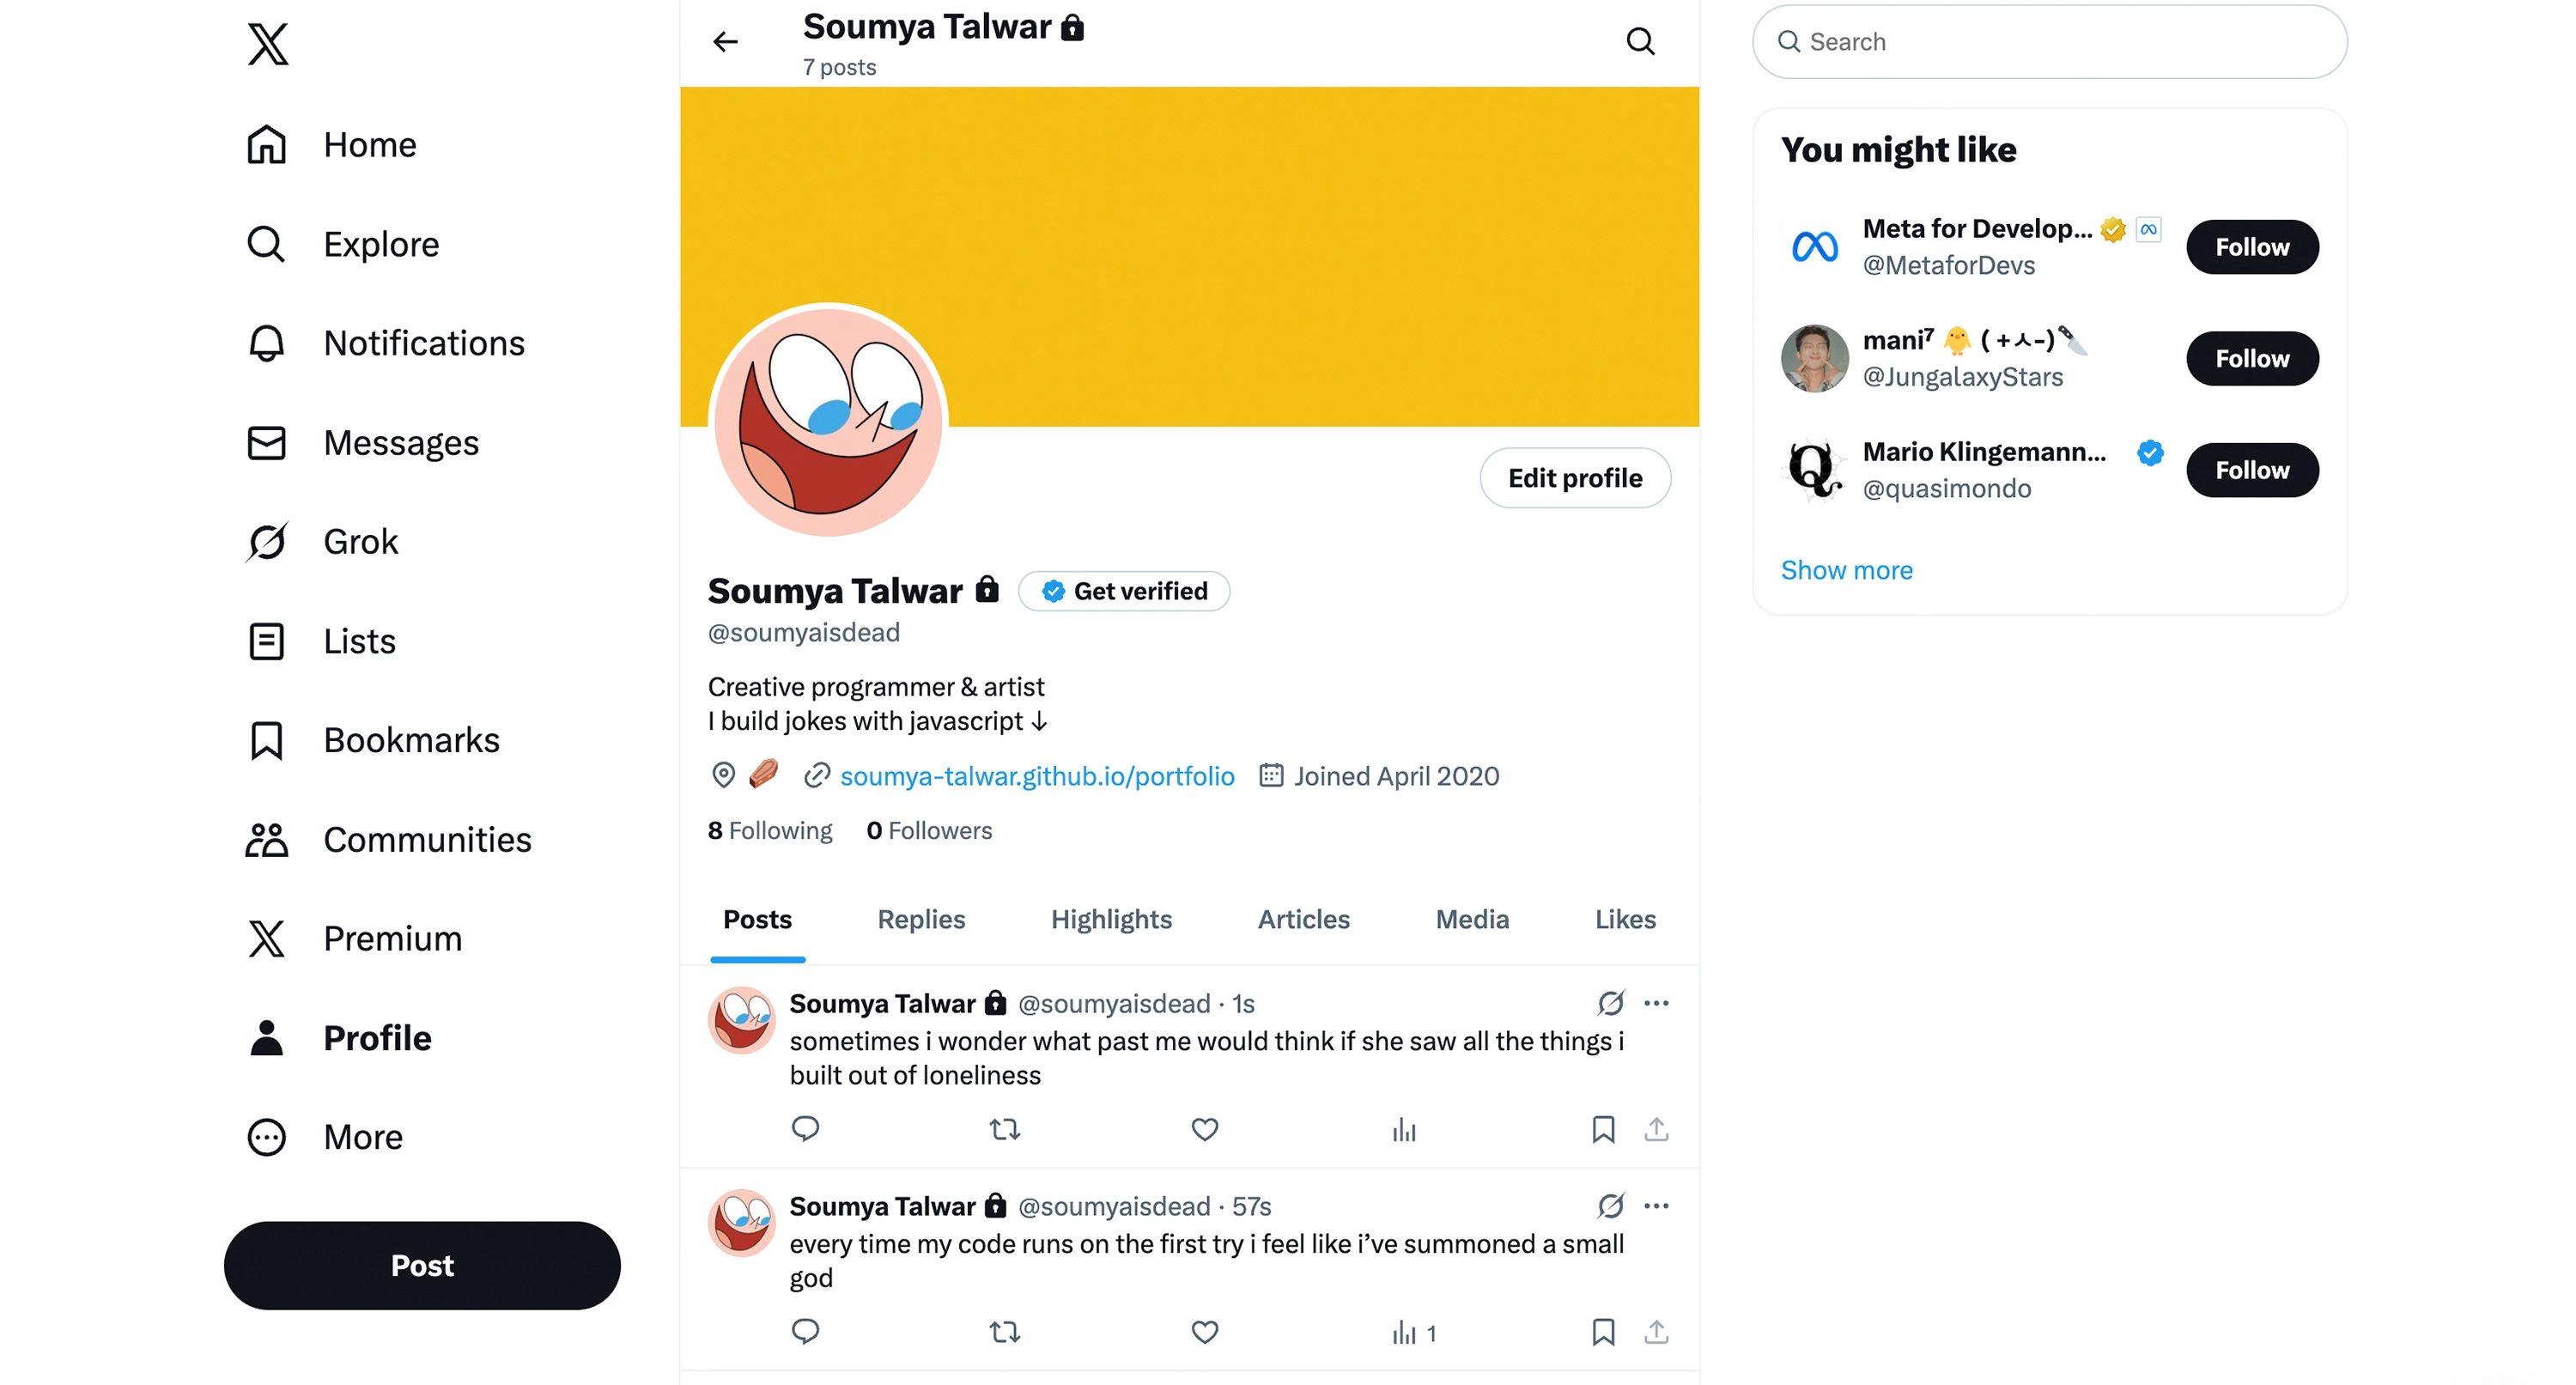 Soumya Talwar
7 posts
Home
Explore
Notifications
Messages
Grok
Lists
Bookmarks
Communities
Premium
Profile
More
Post
Edit profile
Soumya Talwar Get verified
@soumyaisdead
Creative programmer & artist
I build jokes with javascript ↓
soumya-talwar.github.io/portfolio Joined April 2020
8 Following 0 Followers
Posts Replies Highlights Articles Media Likes
Soumya Talwar @soumyaisdead · 1s
sometimes i wonder what past me would think if she saw all the things i
built out of loneliness
Soumya Talwar @soumyaisdead · 57s
every time my code runs on the first try i feel like i’ve summoned a small
god
1
Search
You might like
Meta for Develop...
@MetaforDevs
Follow
mani⁷ 🐥 ( +ㅅ-)🔪
@JungalaxyStars
Follow
Mario Klingemann...
@quasimondo
Follow
Show more